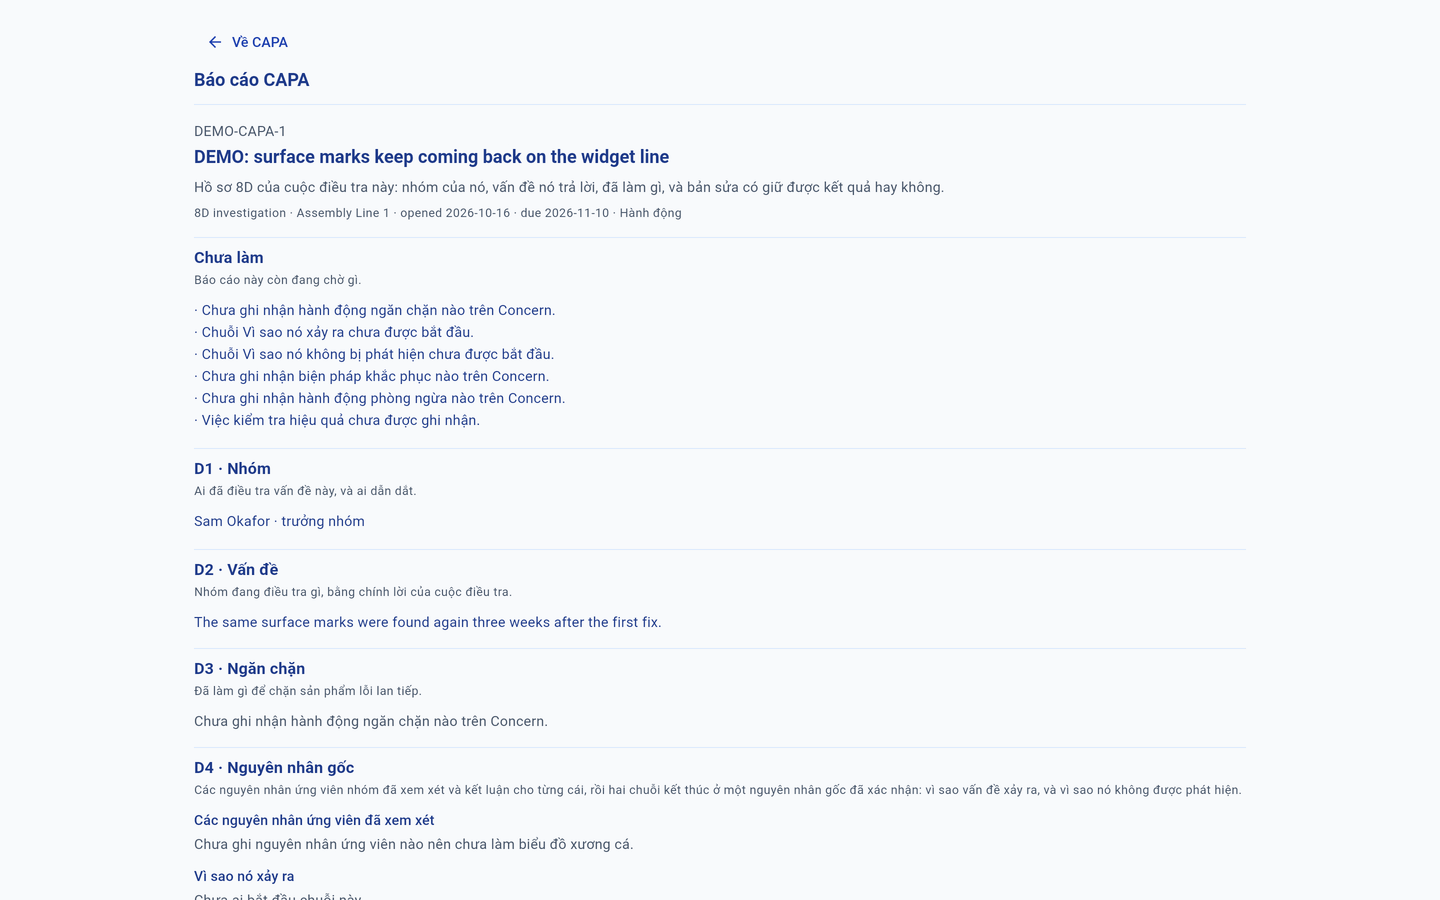 Về CAPA
Báo cáo CAPA
DEMO-CAPA-1
DEMO: surface marks keep coming back on the widget line
Hồ sơ 8D của cuộc điều tra này: nhóm của nó, vấn đề nó trả lời, đã làm gì, và bản sửa có giữ được kết quả hay không.
8D investigation · Assembly Line 1 · opened 2026-10-16 · due 2026-11-10 · Hành động
Chưa làm
Báo cáo này còn đang chờ gì.
· Chưa ghi nhận hành động ngăn chặn nào trên Concern.
· Chuỗi Vì sao nó xảy ra chưa được bắt đầu.
· Chuỗi Vì sao nó không bị phát hiện chưa được bắt đầu.
· Chưa ghi nhận biện pháp khắc phục nào trên Concern.
· Chưa ghi nhận hành động phòng ngừa nào trên Concern.
· Việc kiểm tra hiệu quả chưa được ghi nhận.
D1 · Nhóm
Ai đã điều tra vấn đề này, và ai dẫn dắt.
Sam Okafor · trưởng nhóm
D2 · Vấn đề
Nhóm đang điều tra gì, bằng chính lời của cuộc điều tra.
The same surface marks were found again three weeks after the first fix.
D3 · Ngăn chặn
Đã làm gì để chặn sản phẩm lỗi lan tiếp.
Chưa ghi nhận hành động ngăn chặn nào trên Concern.
D4 · Nguyên nhân gốc
Các nguyên nhân ứng viên nhóm đã xem xét và kết luận cho từng cái, rồi hai chuỗi kết thúc ở một nguyên nhân gốc đã xác nhận: vì sao vấn đề xảy ra, và vì sao nó không được phát hiện.
Các nguyên nhân ứng viên đã xem xét
Chưa ghi nguyên nhân ứng viên nào nên chưa làm biểu đồ xương cá.
Vì sao nó xảy ra
Chưa ai bắt đầu chuỗi này.